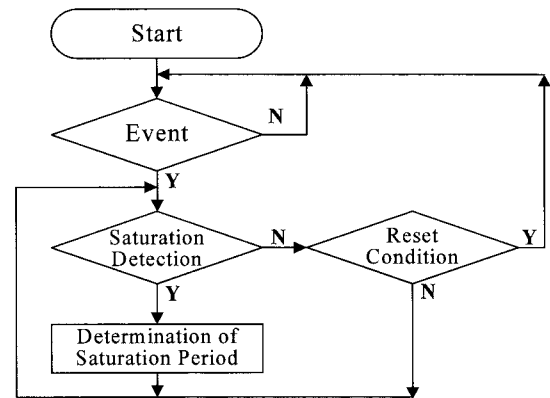 Start
N
Event
Y
Saturation
Detection
N
Reset
Condition
Y
Y
N
Determination of
Saturation Period